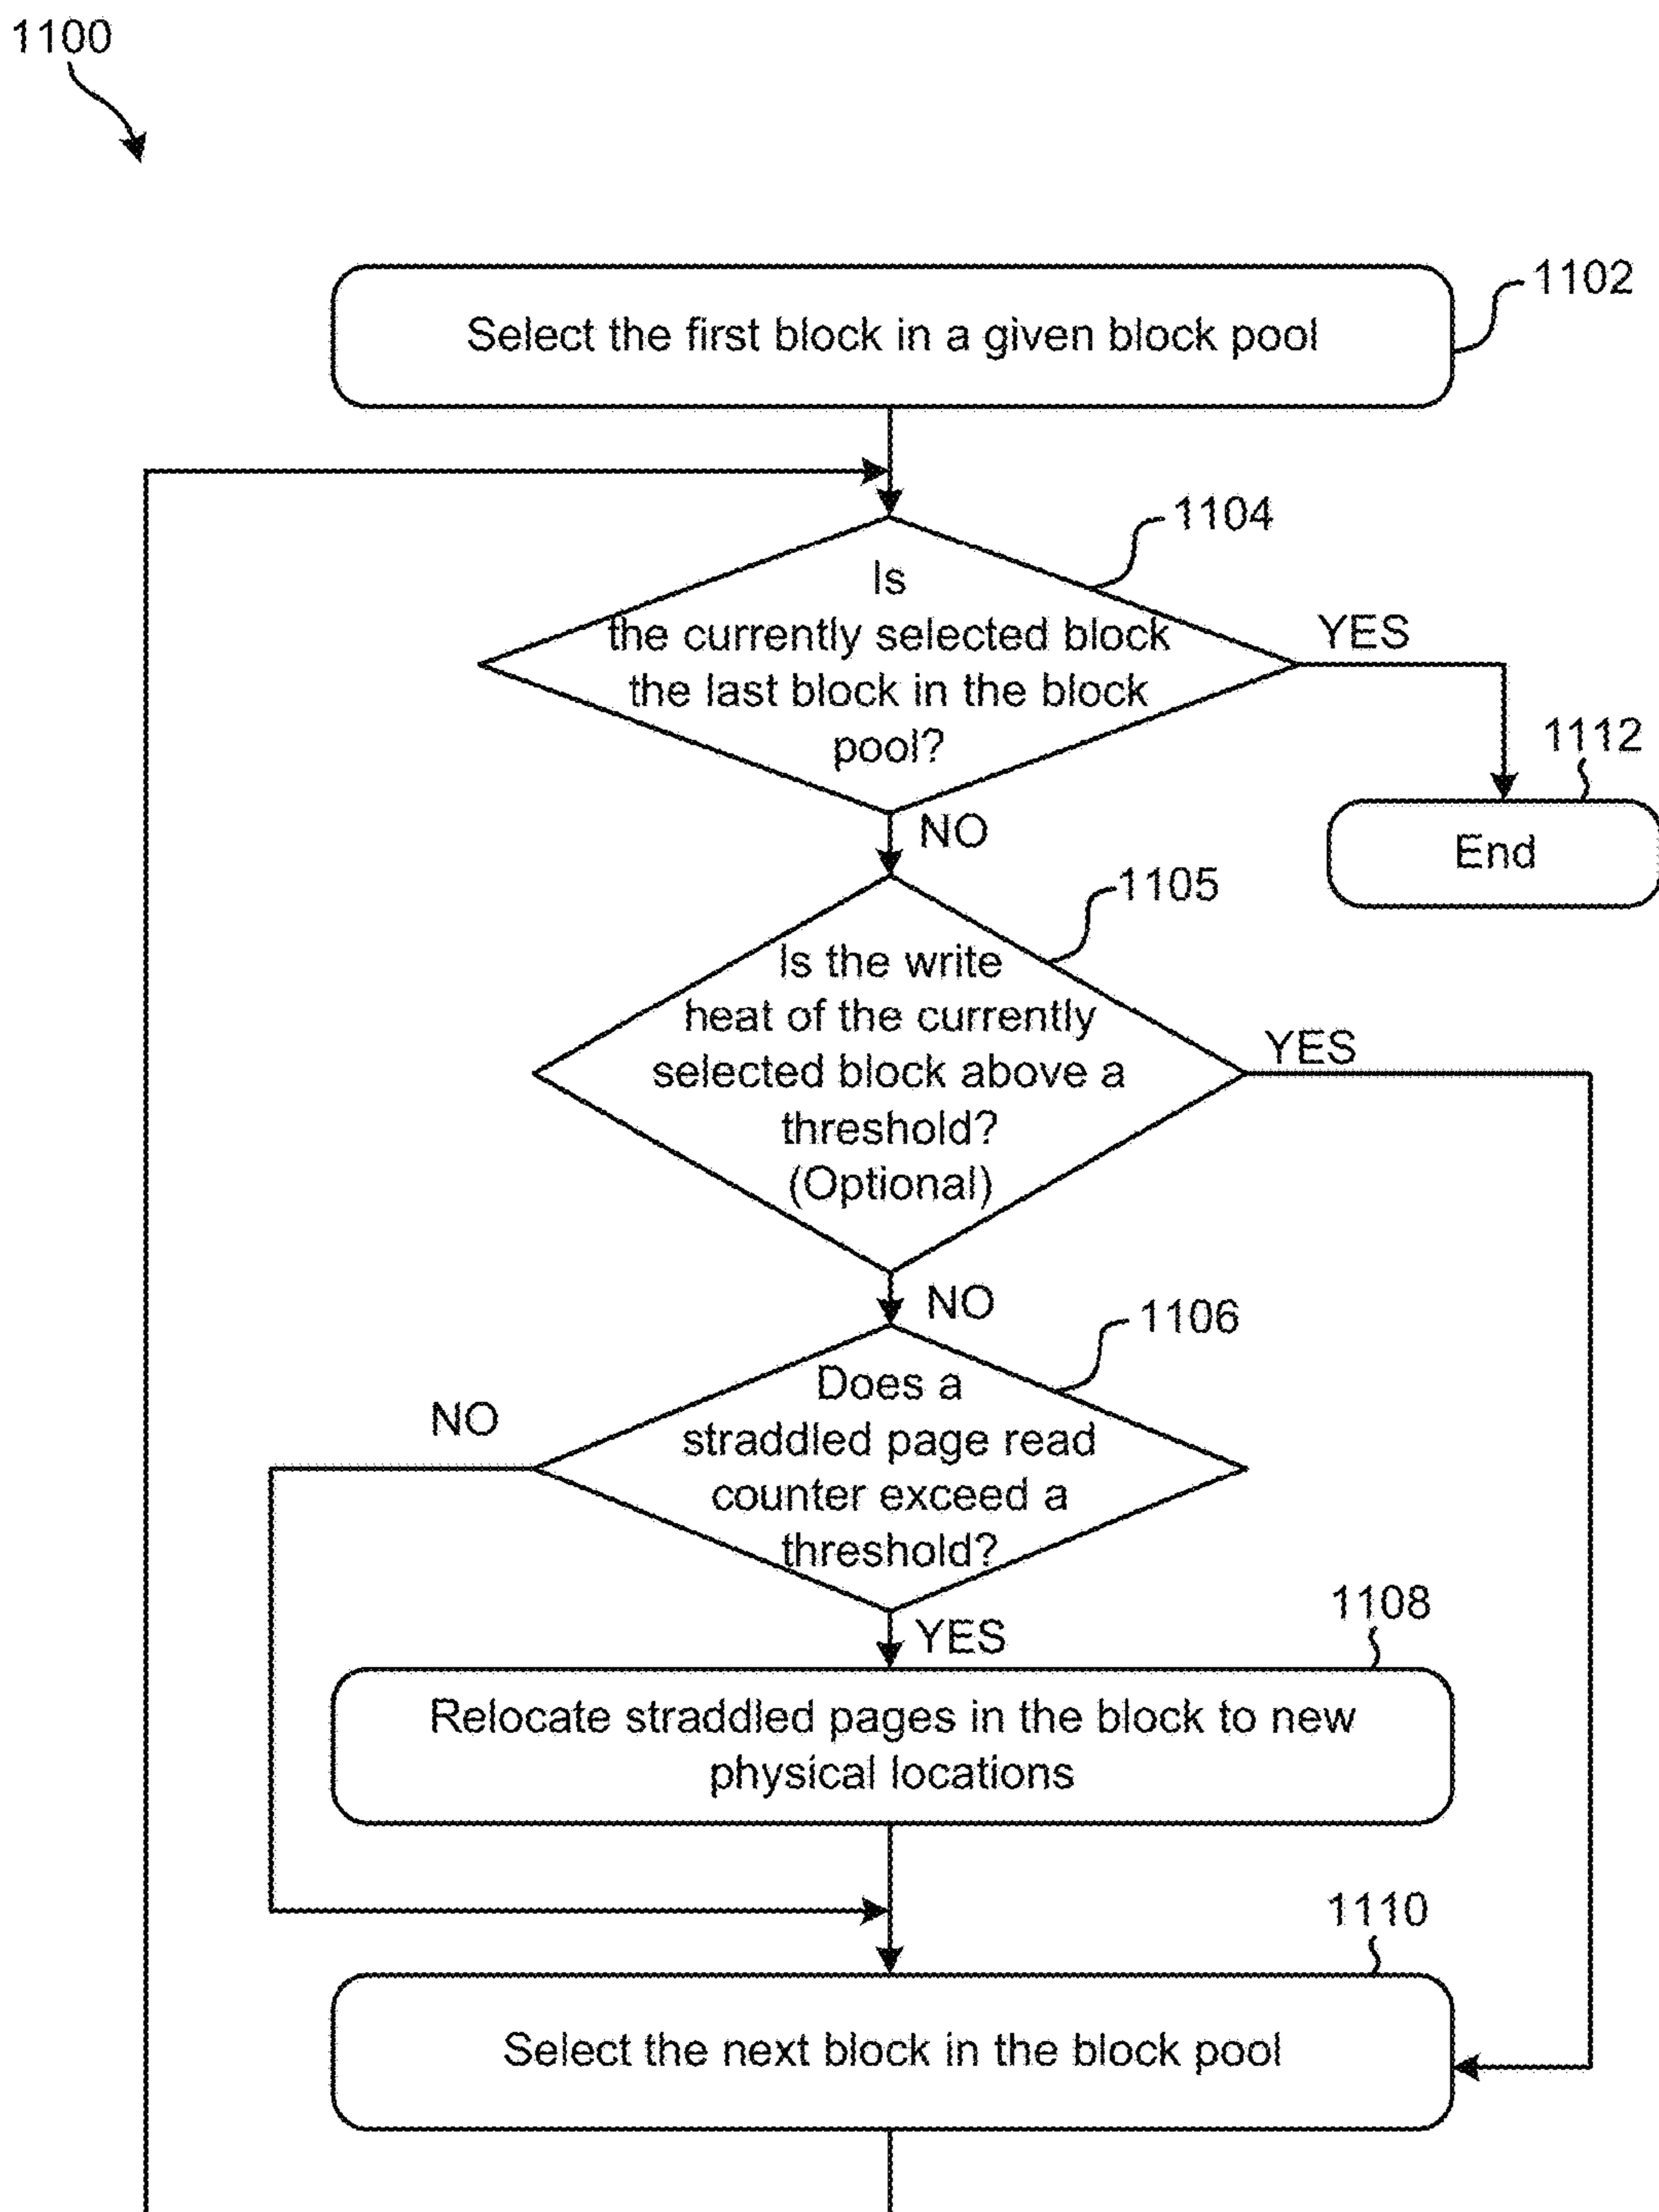 1100
1102
Select the first block in a given block pool
1104
Is
the currently selected block
the last block in the block
pool?
YES
1112
End
NO
1105
Is the write
heat of the currently
selected block above a
threshold?
(Optional)
YES
NO
1106
Does a
straddled page read
counter exceed a
threshold?
NO
YES
1108
Relocate straddled pages in the block to new
physical locations
1110
Select the next block in the block pool